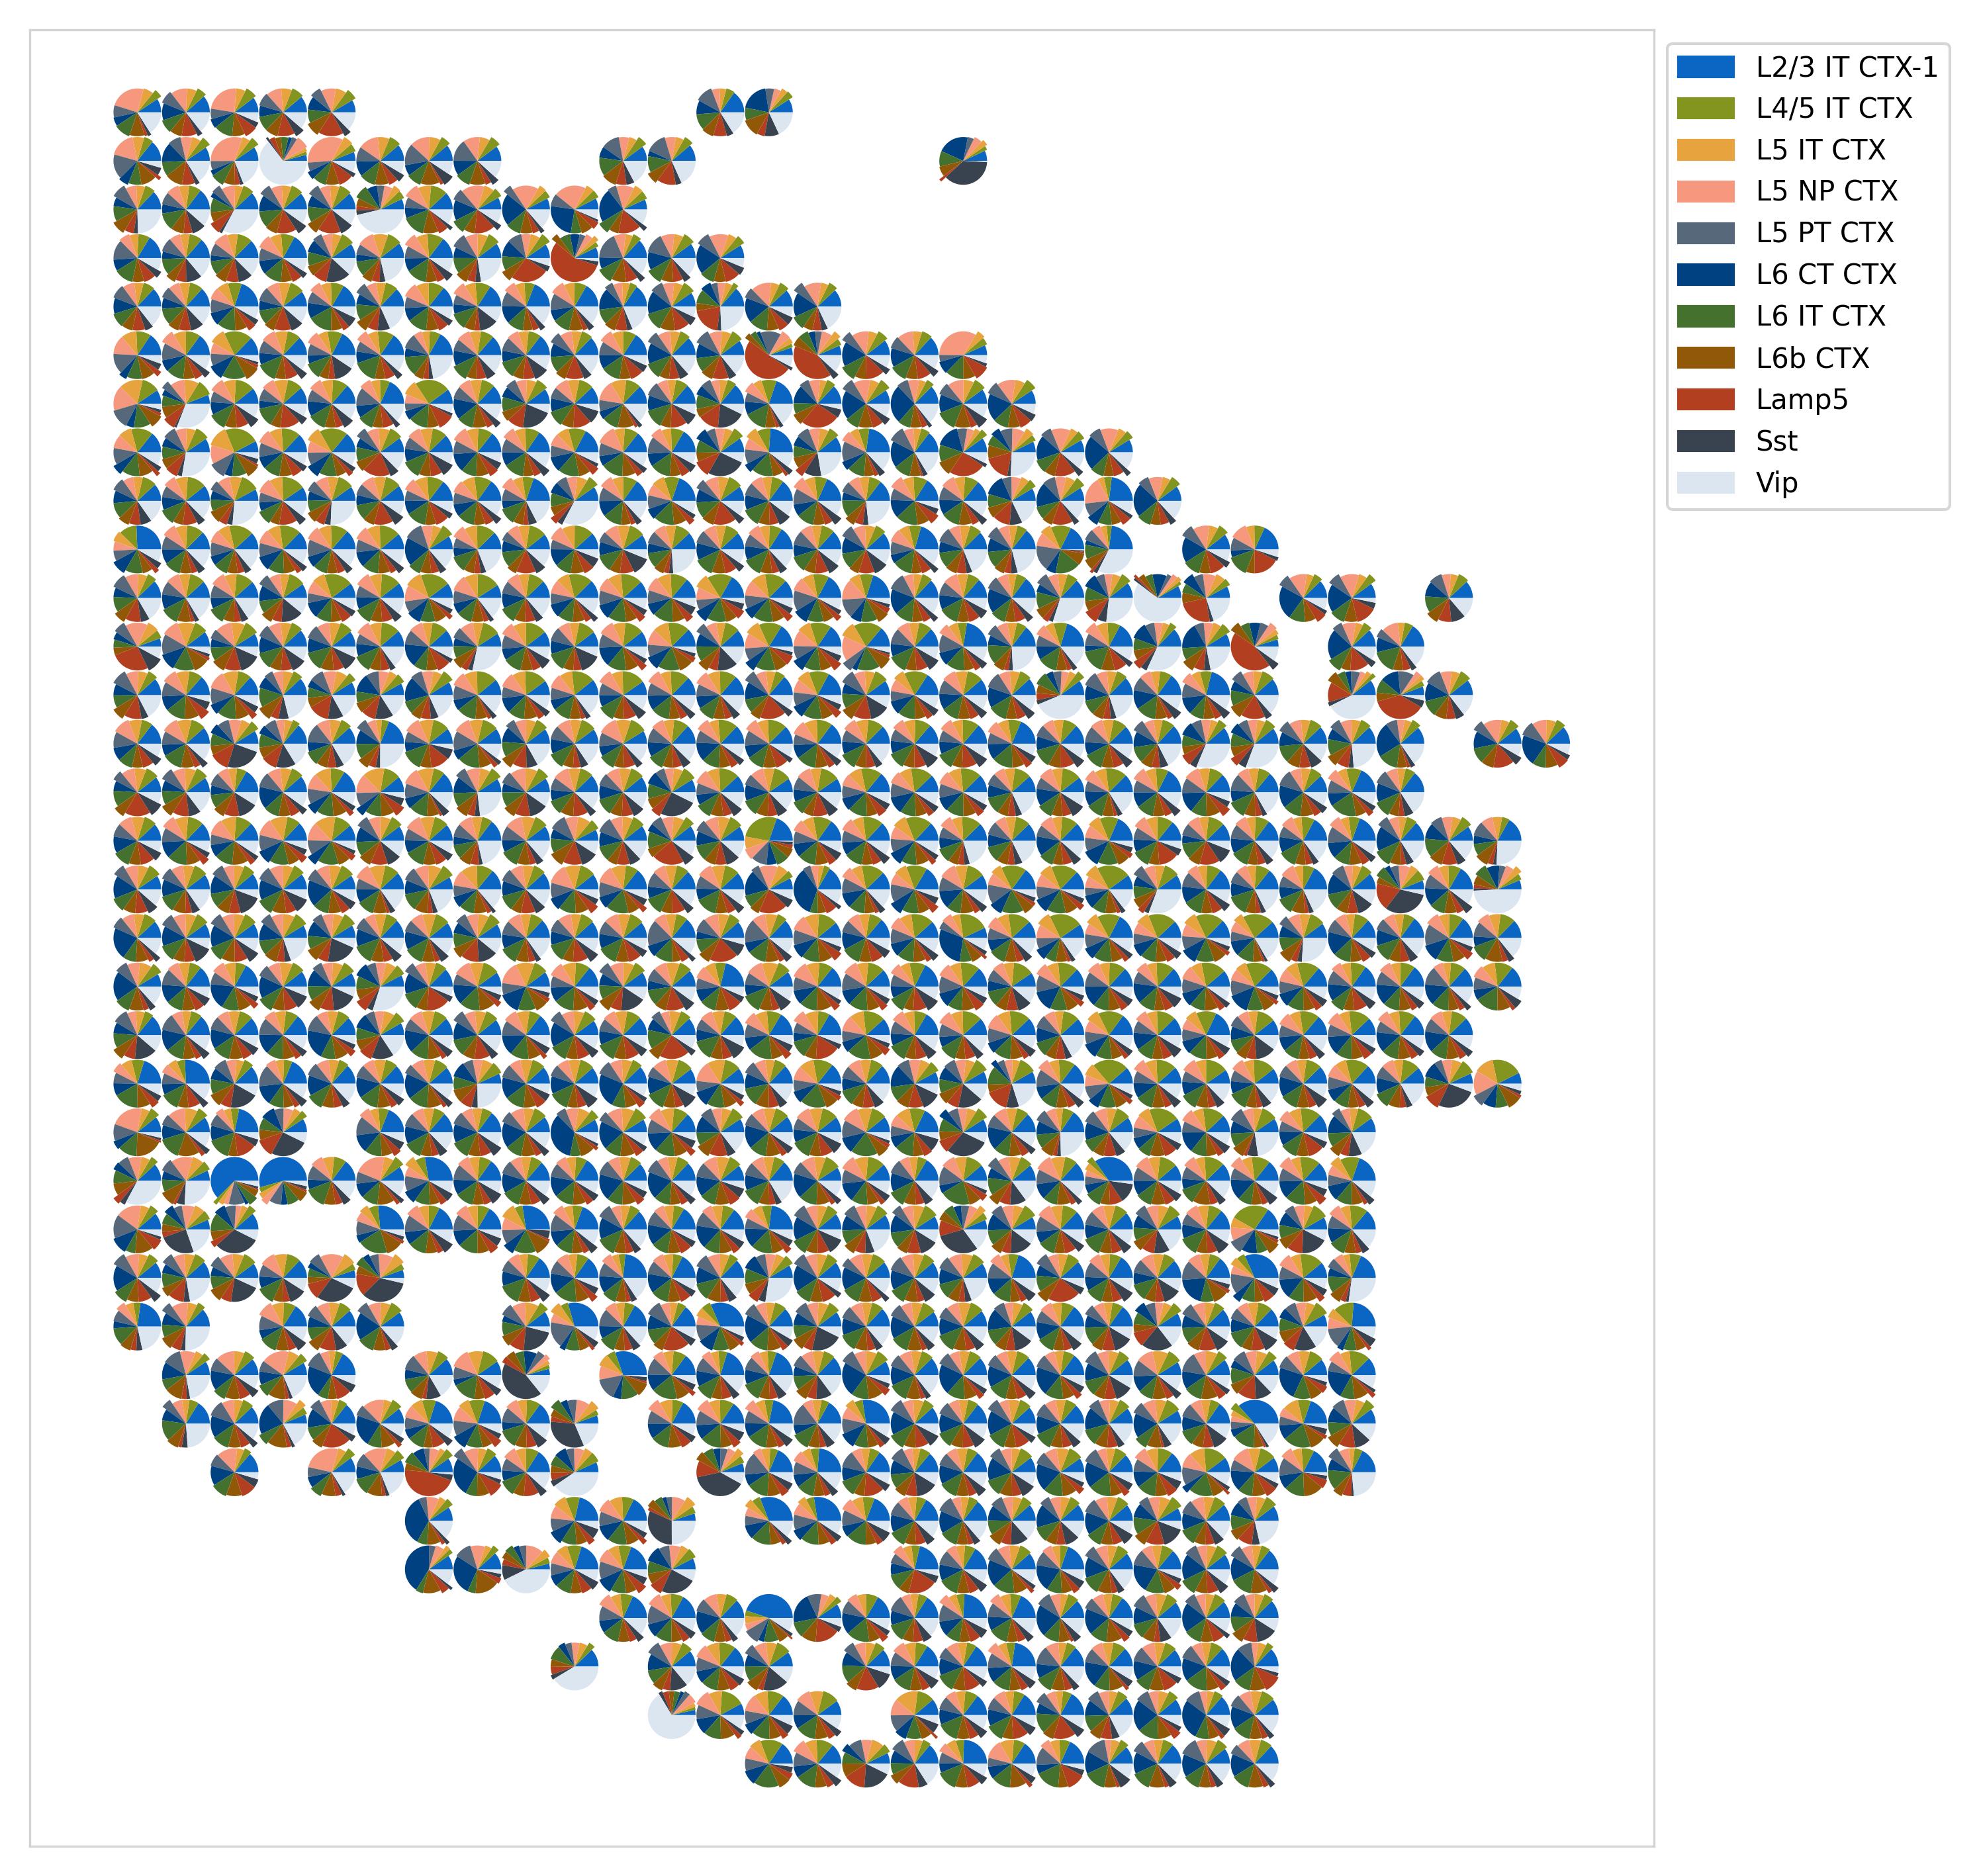 L2/3 IT CTX-1
L4/5 IT CTX
L5 IT CTX
L5 NP CTX
L5 PT CTX
L6 CT CTX
L6 IT CTX
L6b CTX
Lamp5
Sst
Vip